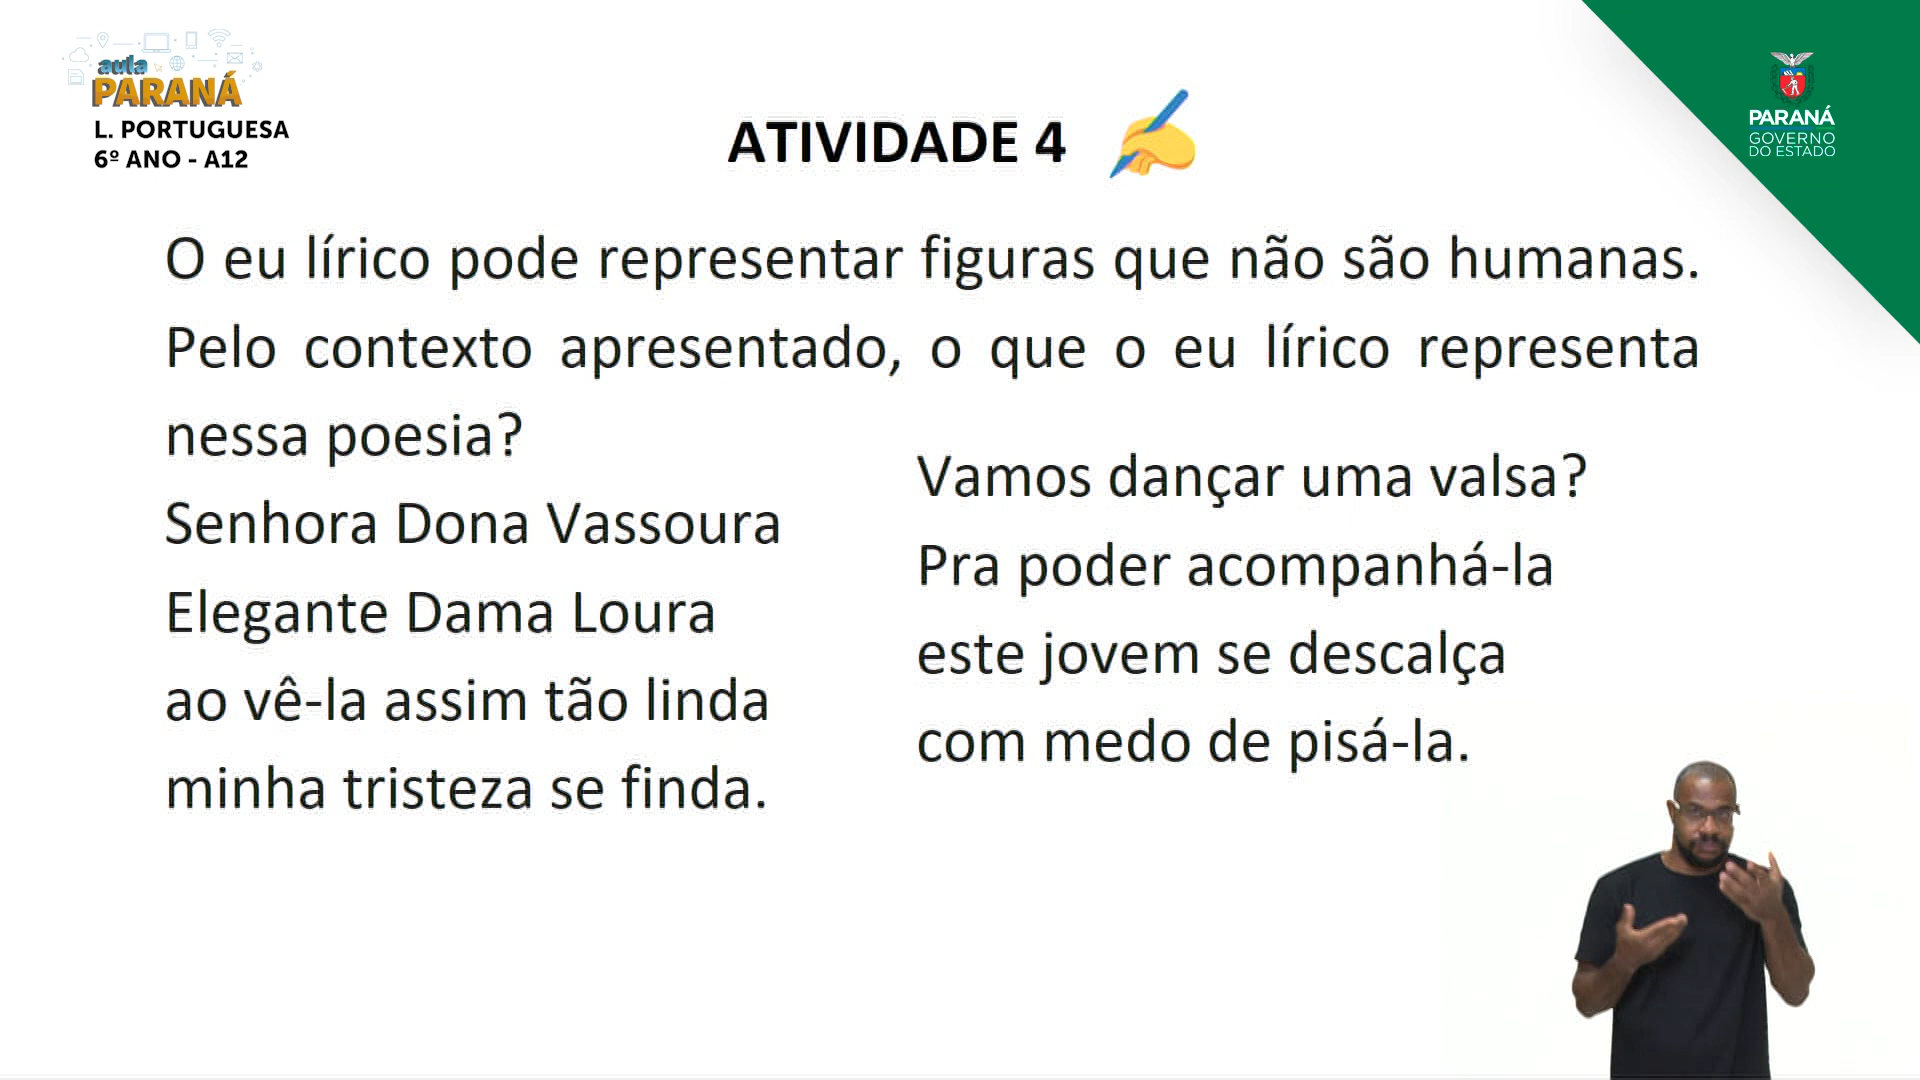 aula
PARANÁ
L. PORTUGUESA
6º ANO - A12
ATIVIDADE 4
PARANÁ
GOVERNO
DO ESTADO
O eu lírico pode representar figuras que não são humanas.
Pelo contexto apresentado, o que o eu lírico representa
nessa poesia?
Senhora Dona Vassoura
Elegante Dama Loura
ao vê-la assim tão linda
minha tristeza se finda.
Vamos dançar uma valsa?
Pra poder acompanhá-la
este jovem se descalça
com medo de pisá-la.